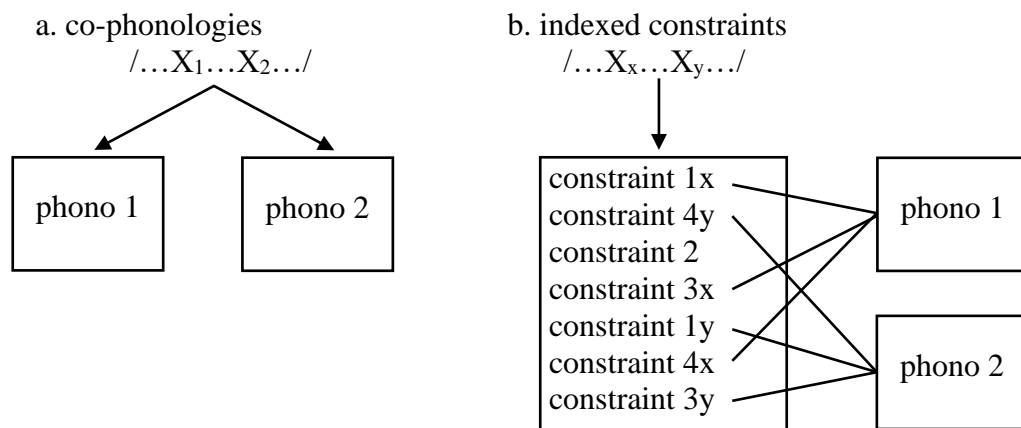 a. co-phonologies
/…X₁…X₂…/
phono 1
phono 2
b. indexed constraints
/…Xₓ…Xᵧ…/
constraint 1x
constraint 4y
constraint 2
constraint 3x
constraint 1y
constraint 4x
constraint 3y
phono 1
phono 2